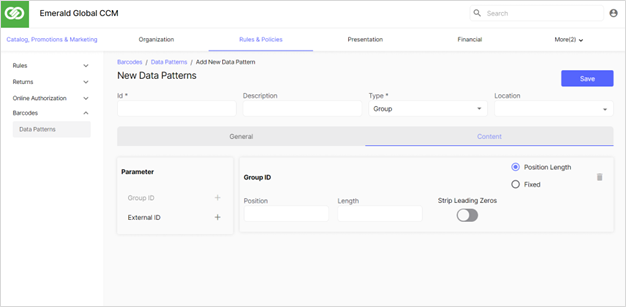 Emerald Global CCM
Search
Catalog, Promotions & Marketing
Organization
Rules & Policies
Presentation
Financial
More(2)
Rules
Returns
Online Authorization
Barcodes
Data Patterns
Barcodes / Data Patterns / Add New Data Pattern
New Data Patterns
Save
Id *
Description
Type *
Location
Group
General
Content
Parameter
Group ID +
External ID +
Group ID
Position Length
Fixed
Position
Length
Strip Leading Zeros